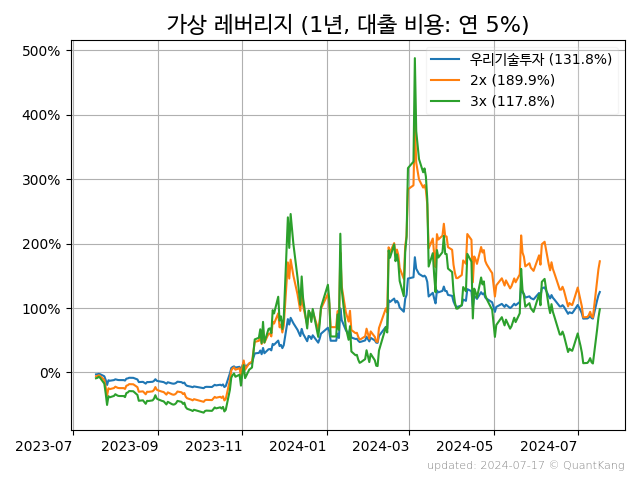 가상 레버리지 (1년, 대출 비용: 연 5%)
500%
400%
300%
200%
100%
0%
우리기술투자 (131.8%)
2x (189.9%)
3x (117.8%)
2023-07
2023-09
2023-11
2024-01
2024-03
2024-05
2024-07
updated: 2024-07-17 © QuantKang